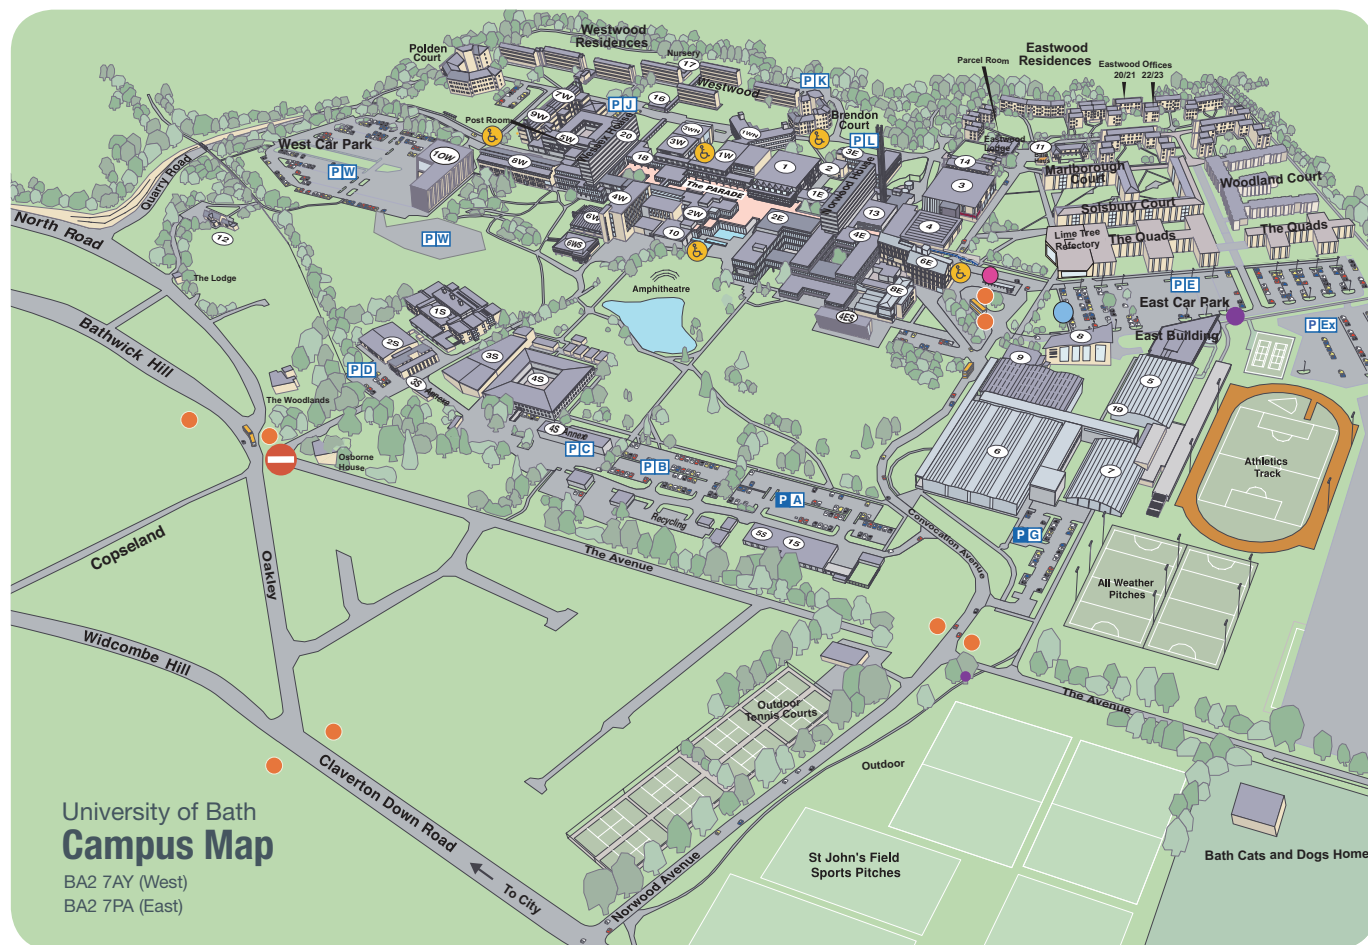 Westwood
Residences
Polden
Court
Nursery
17
Westwood
P K
Parcel Room
Eastwood
Residences
Eastwood Offices
20/21
22/23
7W
9W
P J
16
Post Room
5W
Wessex House
20
3WN
1WN
Brendon
Court
P L
West Car Park
10W
8W
18
3W
1W
1
2
3E
Norwood House
14
Eastwood
Lodge
11
Marlborough
Court
Woodland Court
P W
The PARADE
1E
3
Quarry Road
4W
2W
2E
13
Solsbury Court
North Road
12
P W
6W
6WS
10
4E
4
Lime Tree
Refectory
The Quads
The Quads
6E
The Lodge
Amphitheatre
8E
P E
East Car Park
1S
4ES
8
East Building
P Ex
Bathwick Hill
2S
3S
4S
9
5
P D
3S Annexe
The Woodlands
19
4S Annexe
P C
P B
Osborne
House
6
7
Athletics
Track
P A
Convocation Avenue
P G
Recycling
5S
15
Copseland
Oakley
The Avenue
All Weather
Pitches
Widcombe Hill
The Avenue
Outdoor
Tennis Courts
Outdoor
Claverton Down Road
University of Bath
Campus Map
BA2 7AY (West)
BA2 7PA (East)
To City
Norwood Avenue
St John's Field
Sports Pitches
Bath Cats and Dogs Home